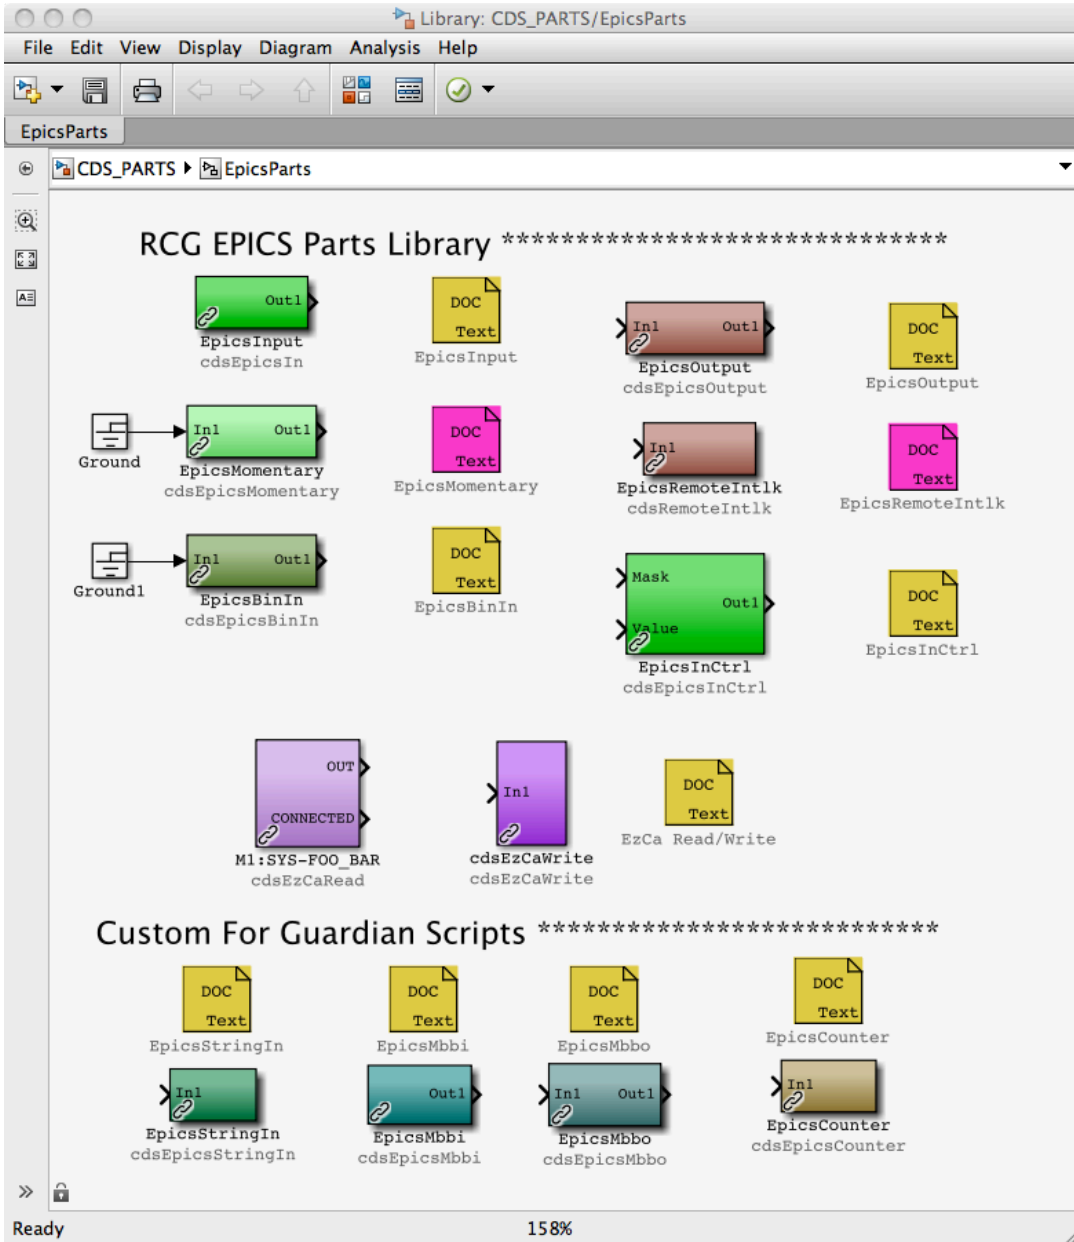 Library: CDS_PARTS/EpicsParts
File Edit View Display Diagram Analysis Help
EpicsParts
CDS_PARTS EpicsParts
RCG EPICS Parts Library ******************************
Out1
EpicsInput
cdsEpicsIn
DOC
Text
EpicsInput
In1 Out1
EpicsOutput
cdsEpicsOutput
DOC
Text
EpicsOutput
Ground
In1 Out1
EpicsMomentary
cdsEpicsMomentary
DOC
Text
EpicsMomentary
In1
EpicsRemoteIntlk
cdsRemoteIntlk
DOC
Text
EpicsRemoteIntlk
Ground1
In1 Out1
EpicsBinIn
cdsEpicsBinIn
DOC
Text
EpicsBinIn
Mask
Out1
Value
EpicsInCtrl
cdsEpicsInCtrl
DOC
Text
EpicsInCtrl
OUT
CONNECTED
M1:SYS-FOO_BAR
cdsEzCaRead
In1
cdsEzCaWrite
cdsEzCaWrite
DOC
Text
EzCa Read/Write
Custom For Guardian Scripts ***************************
DOC
Text
EpicsStringIn
DOC
Text
EpicsMbbi
DOC
Text
EpicsMbbo
DOC
Text
EpicsCounter
In1
EpicsStringIn
cdsEpicsStringIn
Out1
EpicsMbbi
cdsEpicsMbbi
In1 Out1
EpicsMbbo
cdsEpicsMbbo
In1
EpicsCounter
cdsEpicsCounter
Ready 158%